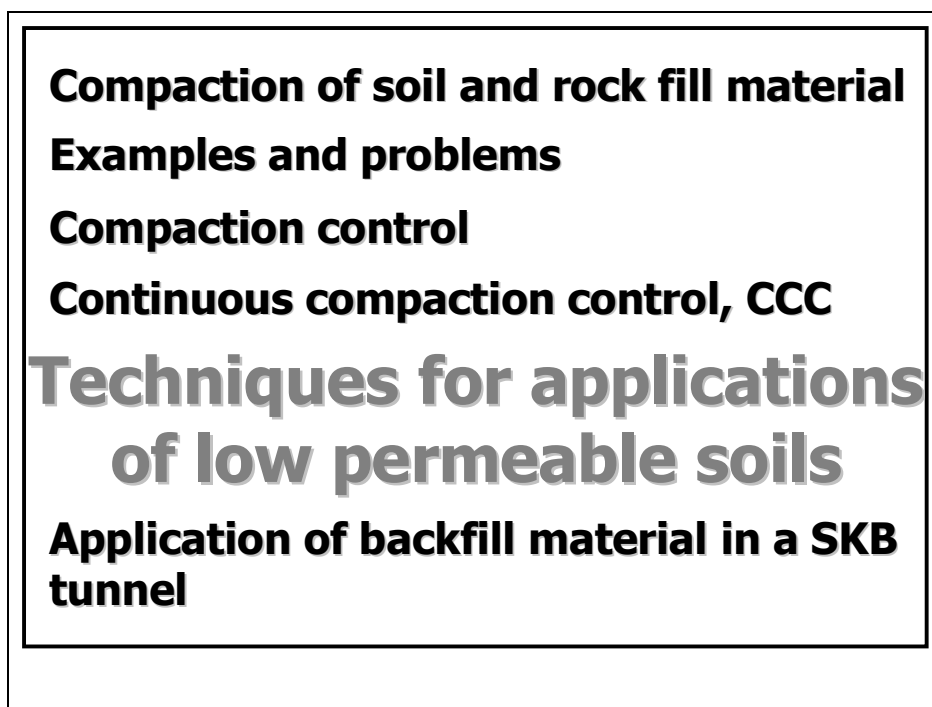 Compaction of soil and rock fill material
Examples and problems
Compaction control
Continuous compaction control, CCC
Techniques for applications
of low permeable soils
Application of backfill material in a SKB
tunnel